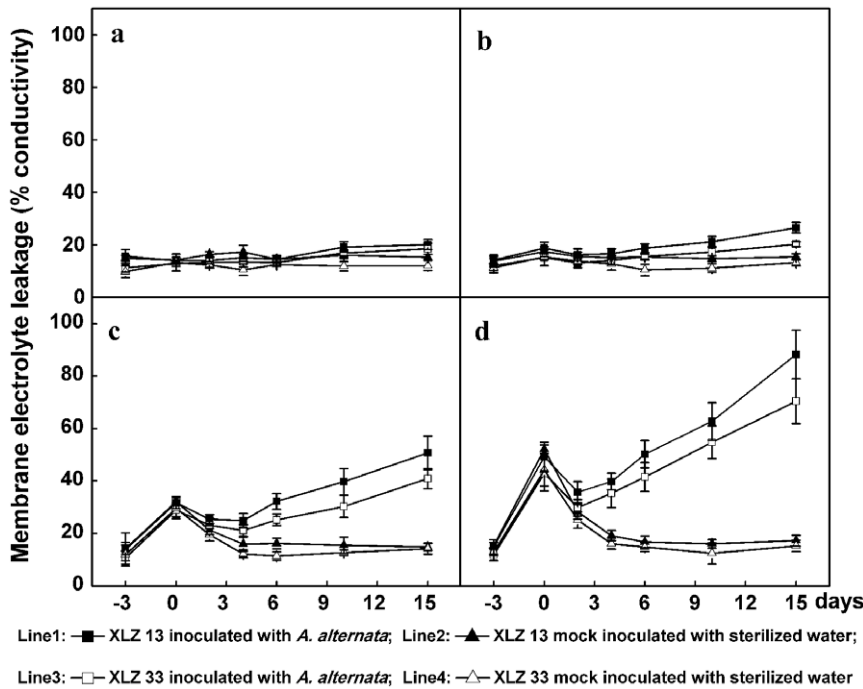 Membrane electrolyte leakage (% conductivity)
100
80
60
40
20
0
a
b
100
80
60
40
20
0
c
d
-3 0 3 6 9 12 15 -3 0 3 6 9 12 15 days
Line1: XLZ 13 inoculated with A. alternata; Line2: XLZ 13 mock inoculated with sterilized water;
Line3: XLZ 33 inoculated with A. alternata; Line4: XLZ 33 mock inoculated with sterilized water